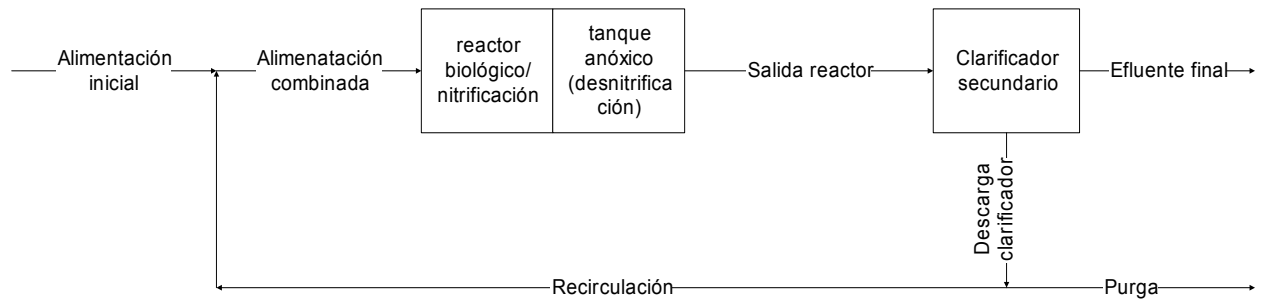 Alimentación
inicial
Alimenatación
combinada
reactor
biológico/
nitrificación
tanque
anóxico
(desnitrifica
ción)
Salida reactor
Clarificador
secundario
Efluente final
Descarga
clarificador
Recirculación
Purga